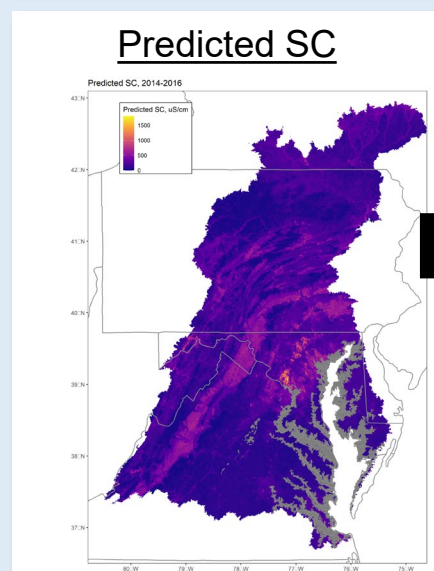 Predicted SC
Predicted SC, 2014-2016
Predicted SC, uS/cm
1500
1000
500
0
43°N
42°N
41°N
40°N
39°N
38°N
37°N
80°W
79°W
78°W
77°W
76°W
75°W